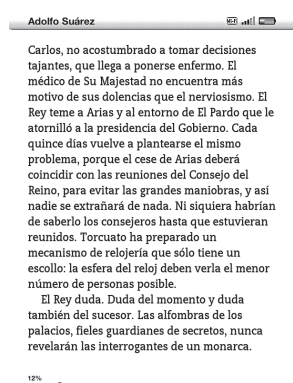 Adolfo Suárez
Carlos, no acostumbrado a tomar decisiones
tajantes, que llega a ponerse enfermo. El
médico de Su Majestad no encuentra más
motivo de sus dolencias que el nerviosismo. El
Rey teme a Arias y al entorno de El Pardo que le
atornilló a la presidencia del Gobierno. Cada
quince días vuelve a plantearse el mismo
problema, porque el cese de Arias deberá
coincidir con las reuniones del Consejo del
Reino, para evitar las grandes maniobras, y así
nadie se extrañará de nada. Ni siquiera habrían
de saberlo los consejeros hasta que estuvieran
reunidos. Torcuato ha preparado un
mecanismo de relojería que sólo tiene un
escollo: la esfera del reloj deben verla el menor
número de personas posible.
El Rey duda. Duda del momento y duda
también del sucesor. Las alfombras de los
palacios, fieles guardianes de secretos, nunca
revelarán las interrogantes de un monarca.
12%